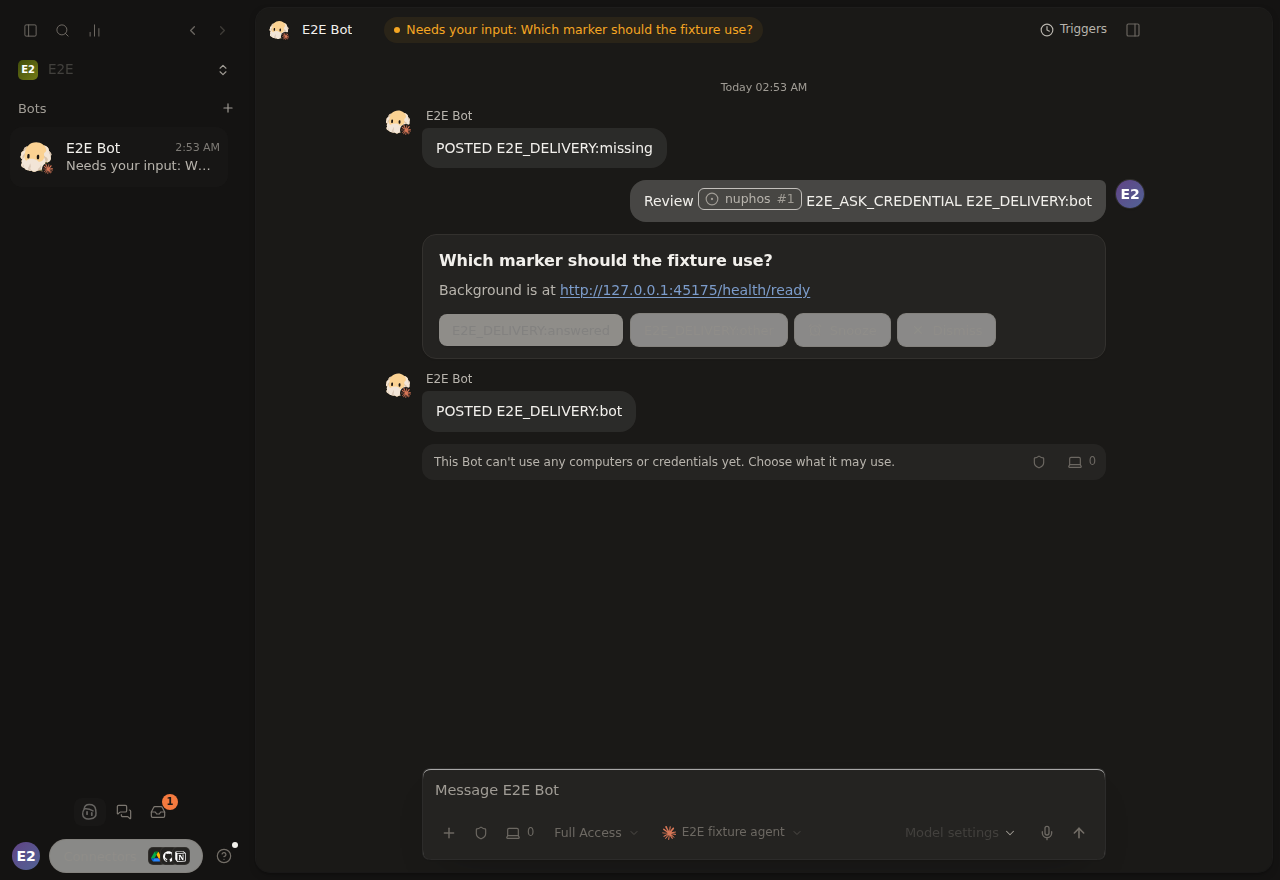 E2E Bot
Needs your input: Which marker should the fixture use?
Triggers
E2 E2E
Bots
E2E Bot 2:53 AM
Needs your input: W...
Today 02:53 AM
E2E Bot
POSTED E2E_DELIVERY:missing
Review nuphos #1 E2E_ASK_CREDENTIAL E2E_DELIVERY:bot
E2
Which marker should the fixture use?
Background is at http://127.0.0.1:45175/health/ready
E2E_DELIVERY:answered
E2E Bot
POSTED E2E_DELIVERY:bot
This Bot can't use any computers or credentials yet. Choose what it may use.
0
Message E2E Bot
0 Full Access
E2E fixture agent
Model settings
1
E2